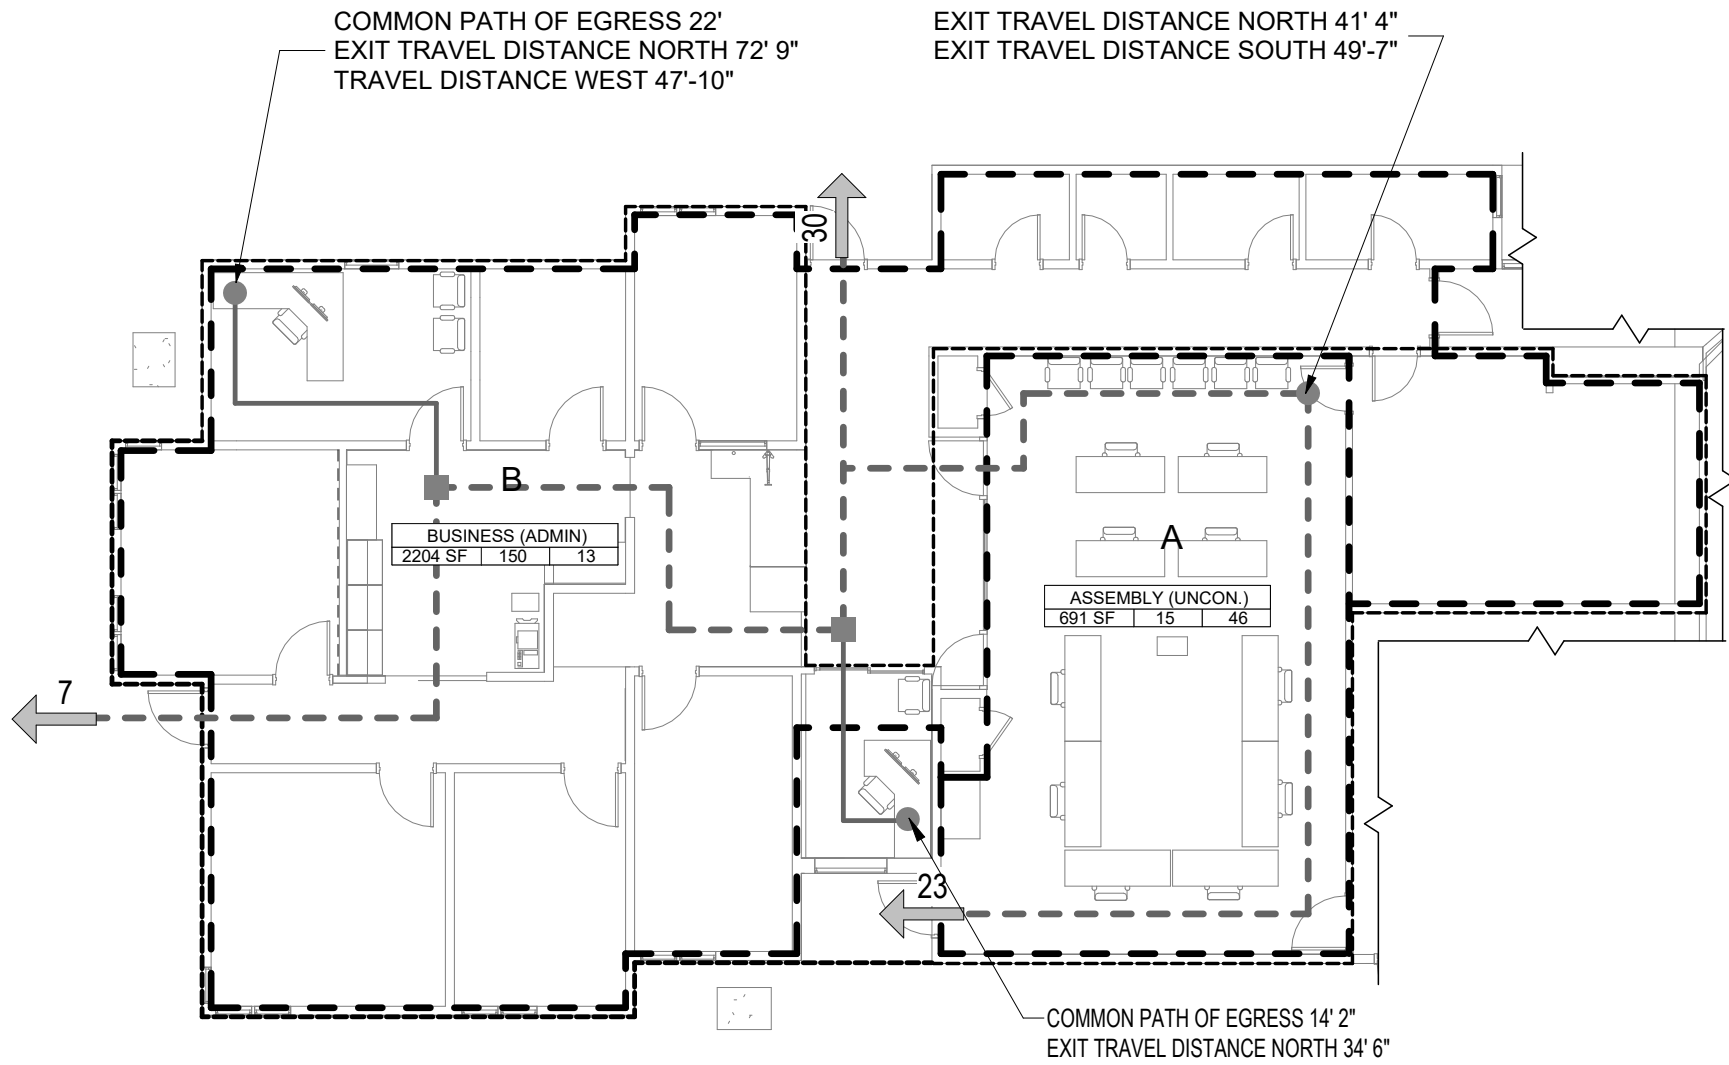 COMMON PATH OF EGRESS 22'
EXIT TRAVEL DISTANCE NORTH 72' 9"
TRAVEL DISTANCE WEST 47'-10"
EXIT TRAVEL DISTANCE NORTH 41' 4"
EXIT TRAVEL DISTANCE SOUTH 49'-7"
30
B
BUSINESS (ADMIN)
2204 SF 150 13
A
ASSEMBLY (UNCON.)
691 SF 15 46
7
23
COMMON PATH OF EGRESS 14' 2"
EXIT TRAVEL DISTANCE NORTH 34' 6"